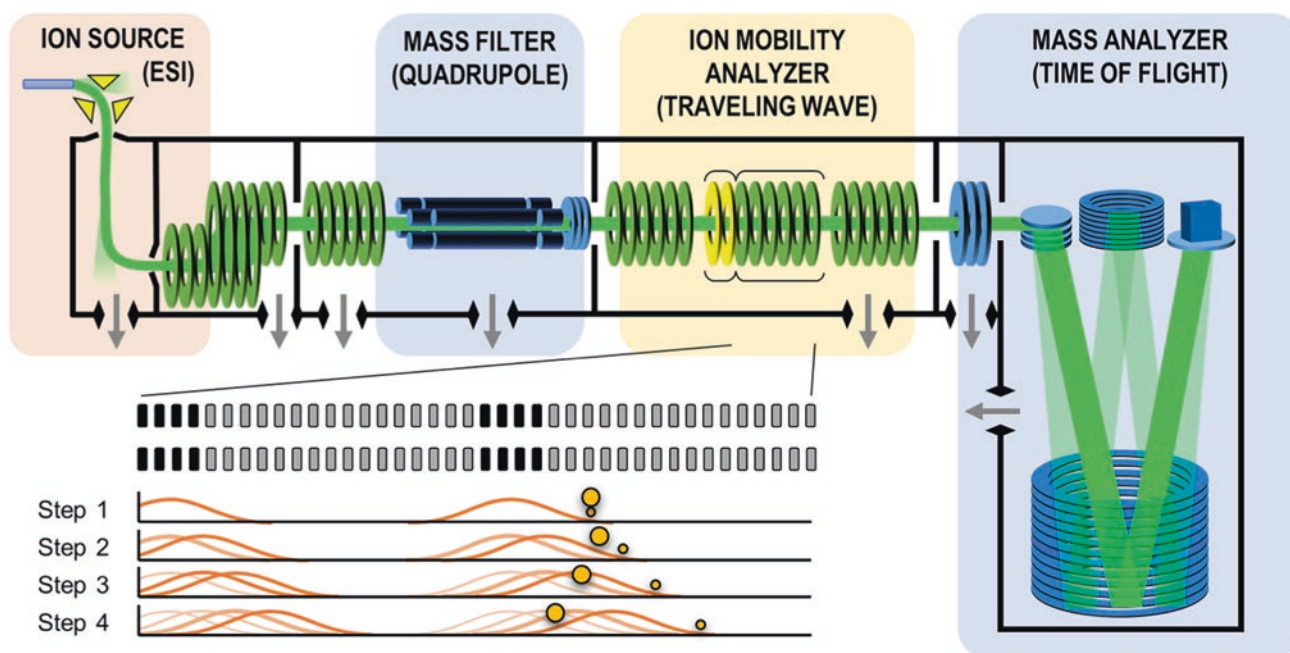 ION SOURCE
(ESI)
MASS FILTER
(QUADRUPOLE)
ION MOBILITY
ANALYZER
(TRAVELING WAVE)
MASS ANALYZER
(TIME OF FLIGHT)
Step 1
Step 2
Step 3
Step 4